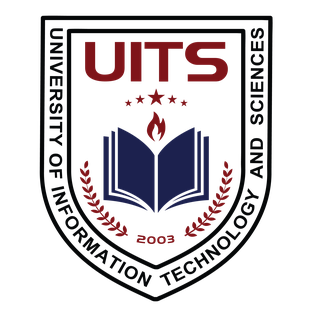 UITS
UNIVERSITY OF INFORMATION TECHNOLOGY AND SCIENCES
2003